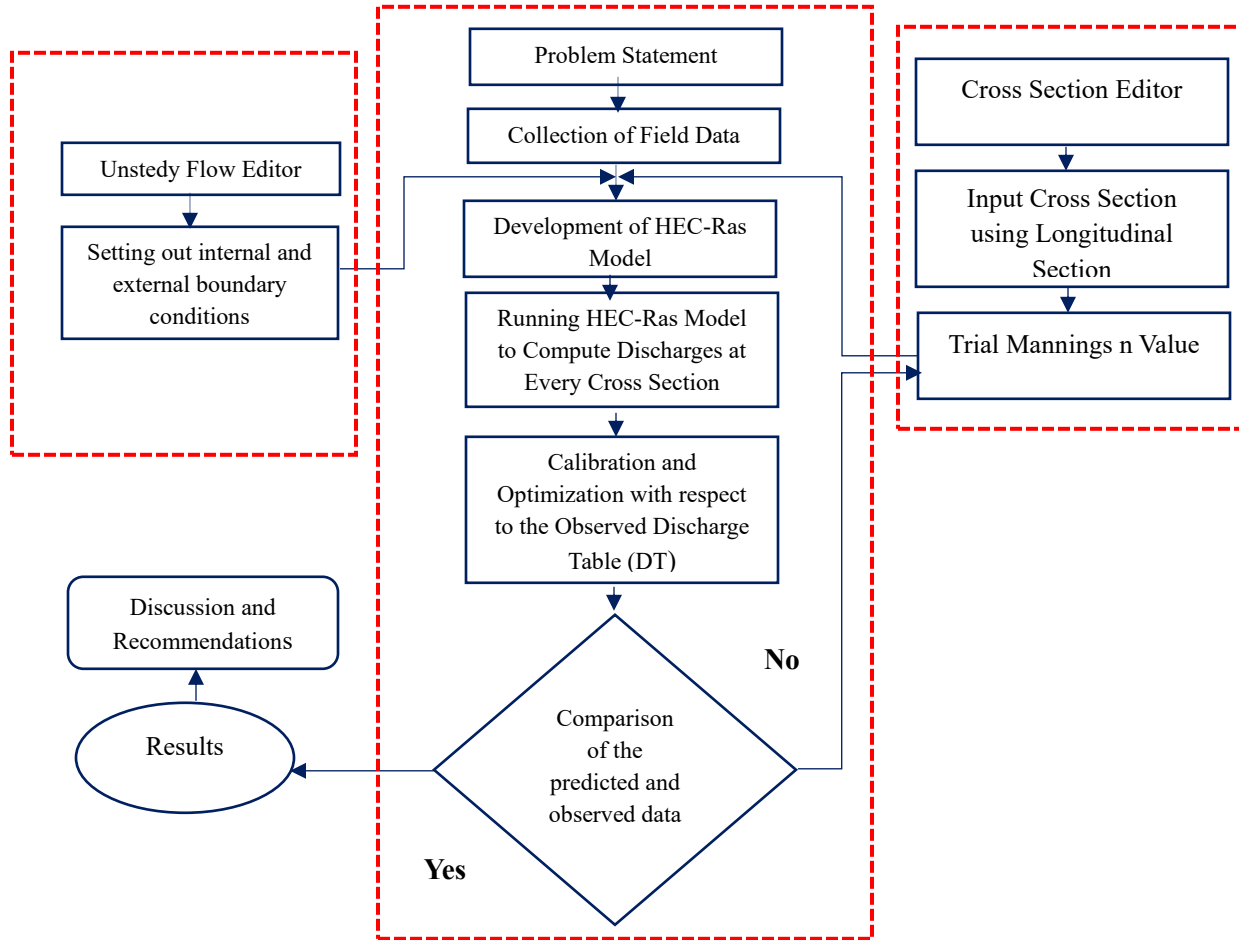 Problem Statement
Collection of Field Data
Unstedy Flow Editor
Setting out internal and
external boundary
conditions
Development of HEC-Ras
Model
Running HEC-Ras Model
to Compute Discharges at
Every Cross Section
Calibration and
Optimization with respect
to the Observed Discharge
Table (DT)
Comparison
of the
predicted and
observed data
No
Yes
Cross Section Editor
Input Cross Section
using Longitudinal
Section
Trial Mannings n Value
Results
Discussion and
Recommendations